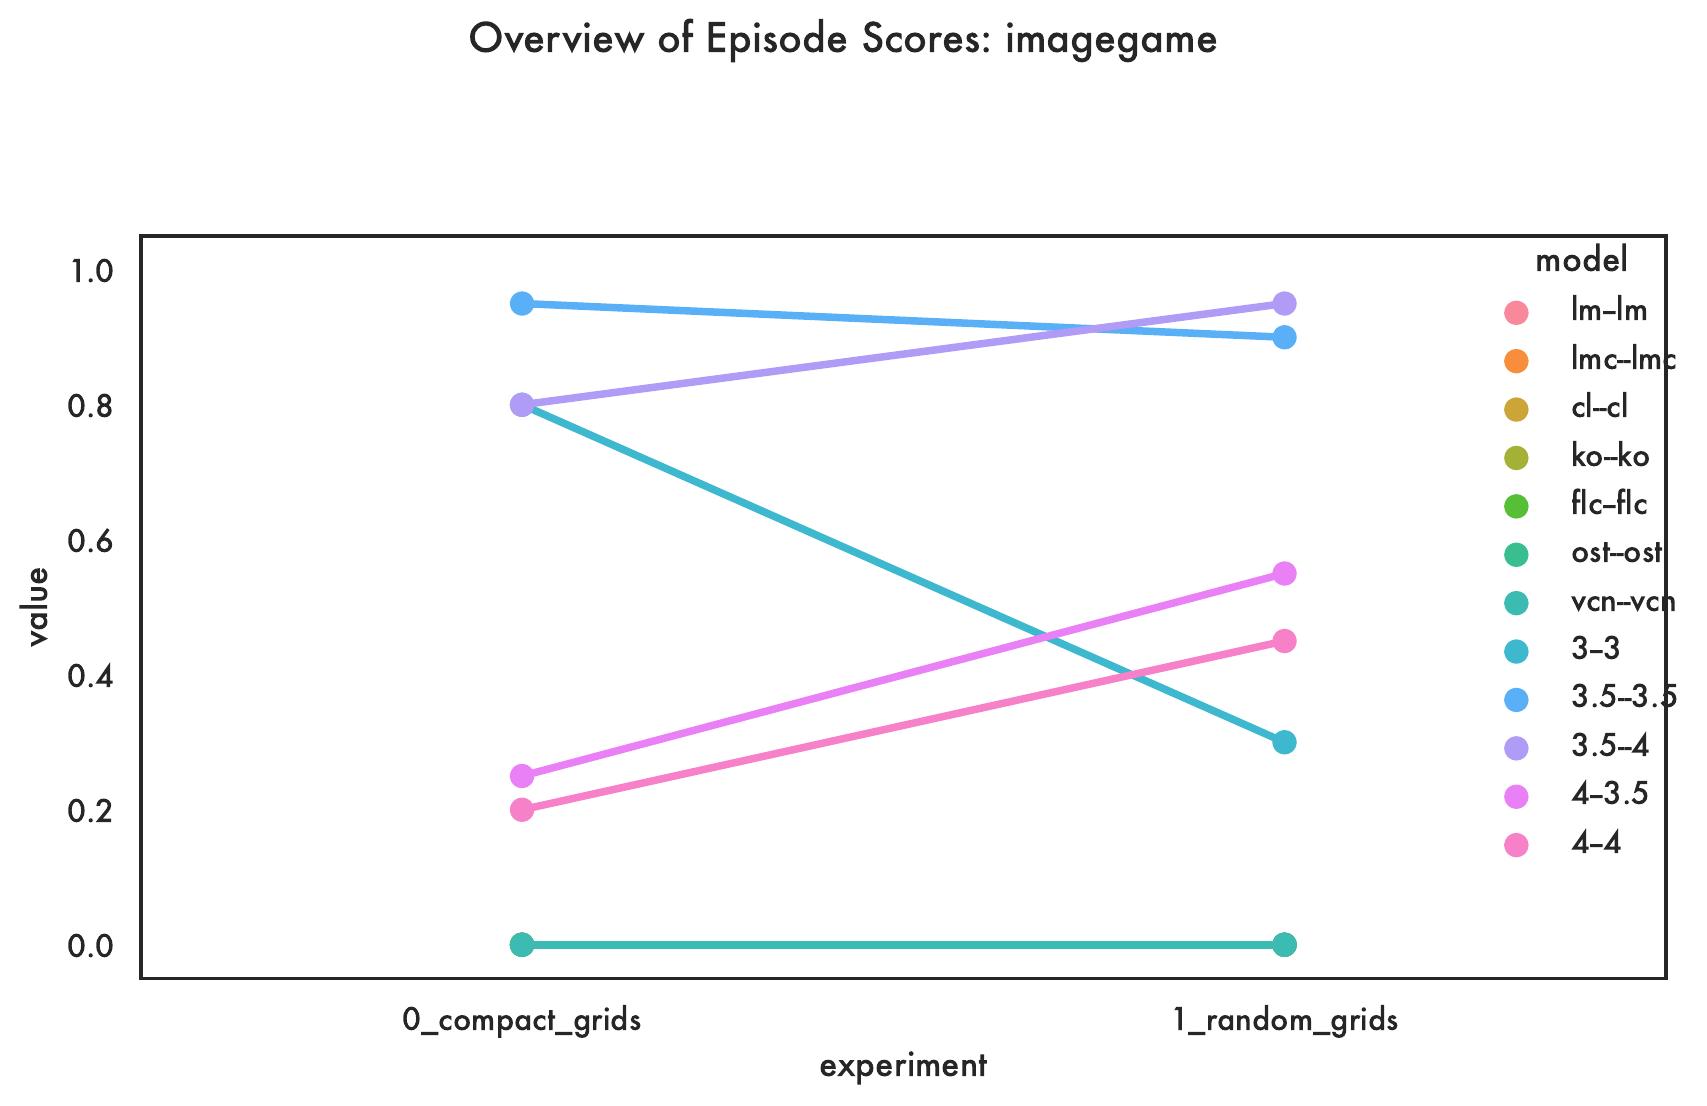 Overview of Episode Scores: imagegame
1.0
0.8
0.6
0.4
0.2
0.0
value
0_compact_grids
1_random_grids
experiment
model
lm--lm
lmc--lmc
cl--cl
ko--ko
flc--flc
ost--ost
vcn--vcn
3--3
3.5--3.5
3.5--4
4--3.5
4--4